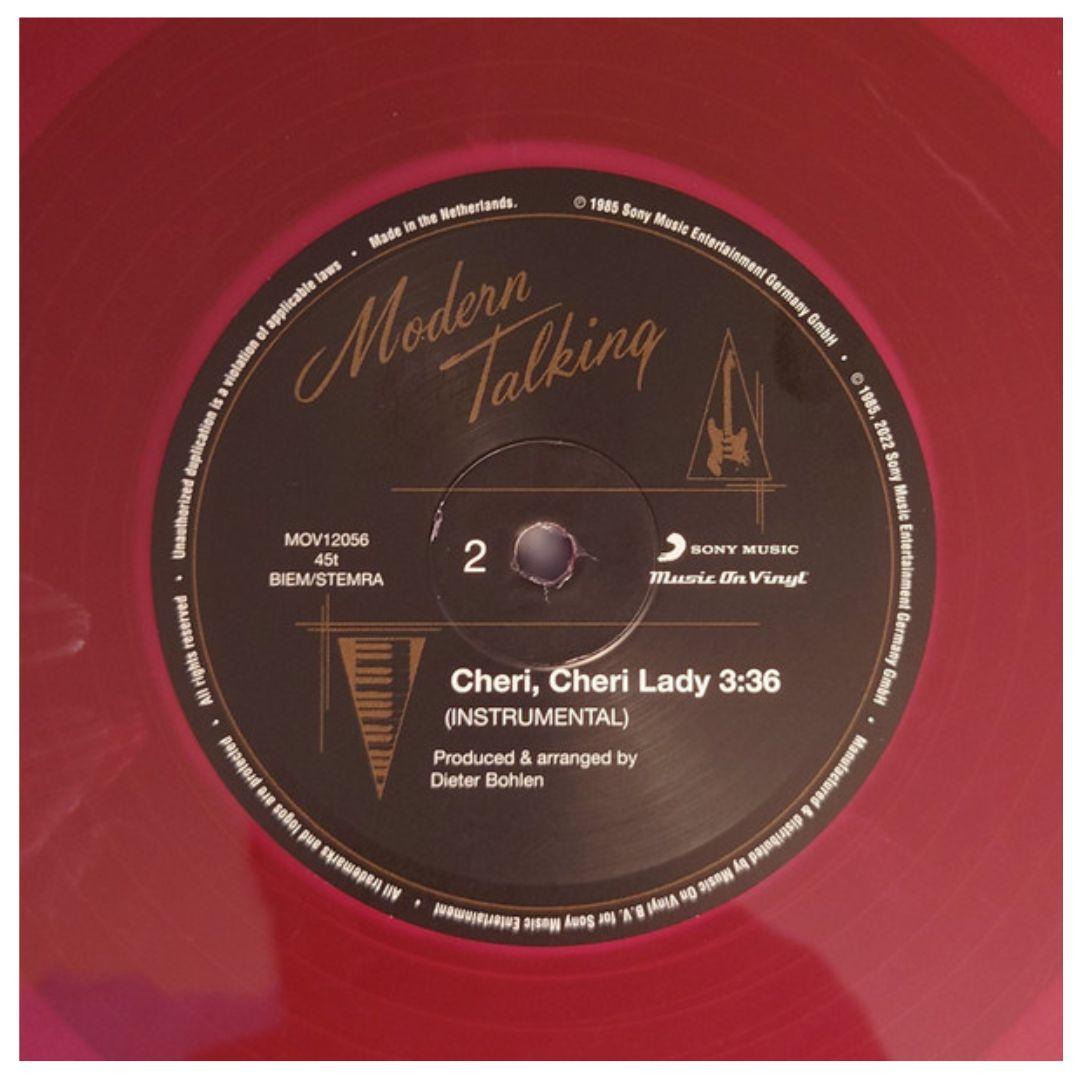 Modern
Talking
MOV12056
45t
BIEM/STEMRA
2
SONY MUSIC
Music On Vinyl
Cheri, Cheri Lady 3:36
(INSTRUMENTAL)
Produced & arranged by
Dieter Bohlen
℗ 1985 Sony Music Entertainment Germany GmbH • © 1985, 2022 Sony Music Entertainment Germany GmbH • Manufactured & distributed by Music On Vinyl B.V. for Sony Music Entertainment • All trademarks and logos are protected • All rights reserved • Unauthorized duplication is a violation of applicable laws • Made in the Netherlands.